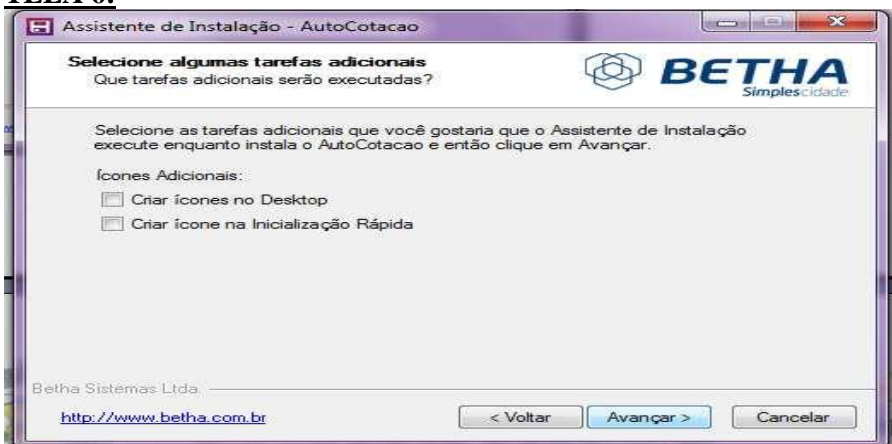 Assistente de Instalação - AutoCotacao
Selecione algumas tarefas adicionais
Que tarefas adicionais serão executadas?
BETHA
Simplescidade
Selecione as tarefas adicionais que você gostaria que o Assistente de Instalação
execute enquanto instala o AutoCotacao e então clique em Avançar.
Ícones Adicionais:
Criar ícones no Desktop
Criar ícone na Inicialização Rápida
Betha Sistemas Ltda.
http://www.betha.com.br
< Voltar
Avançar >
Cancelar